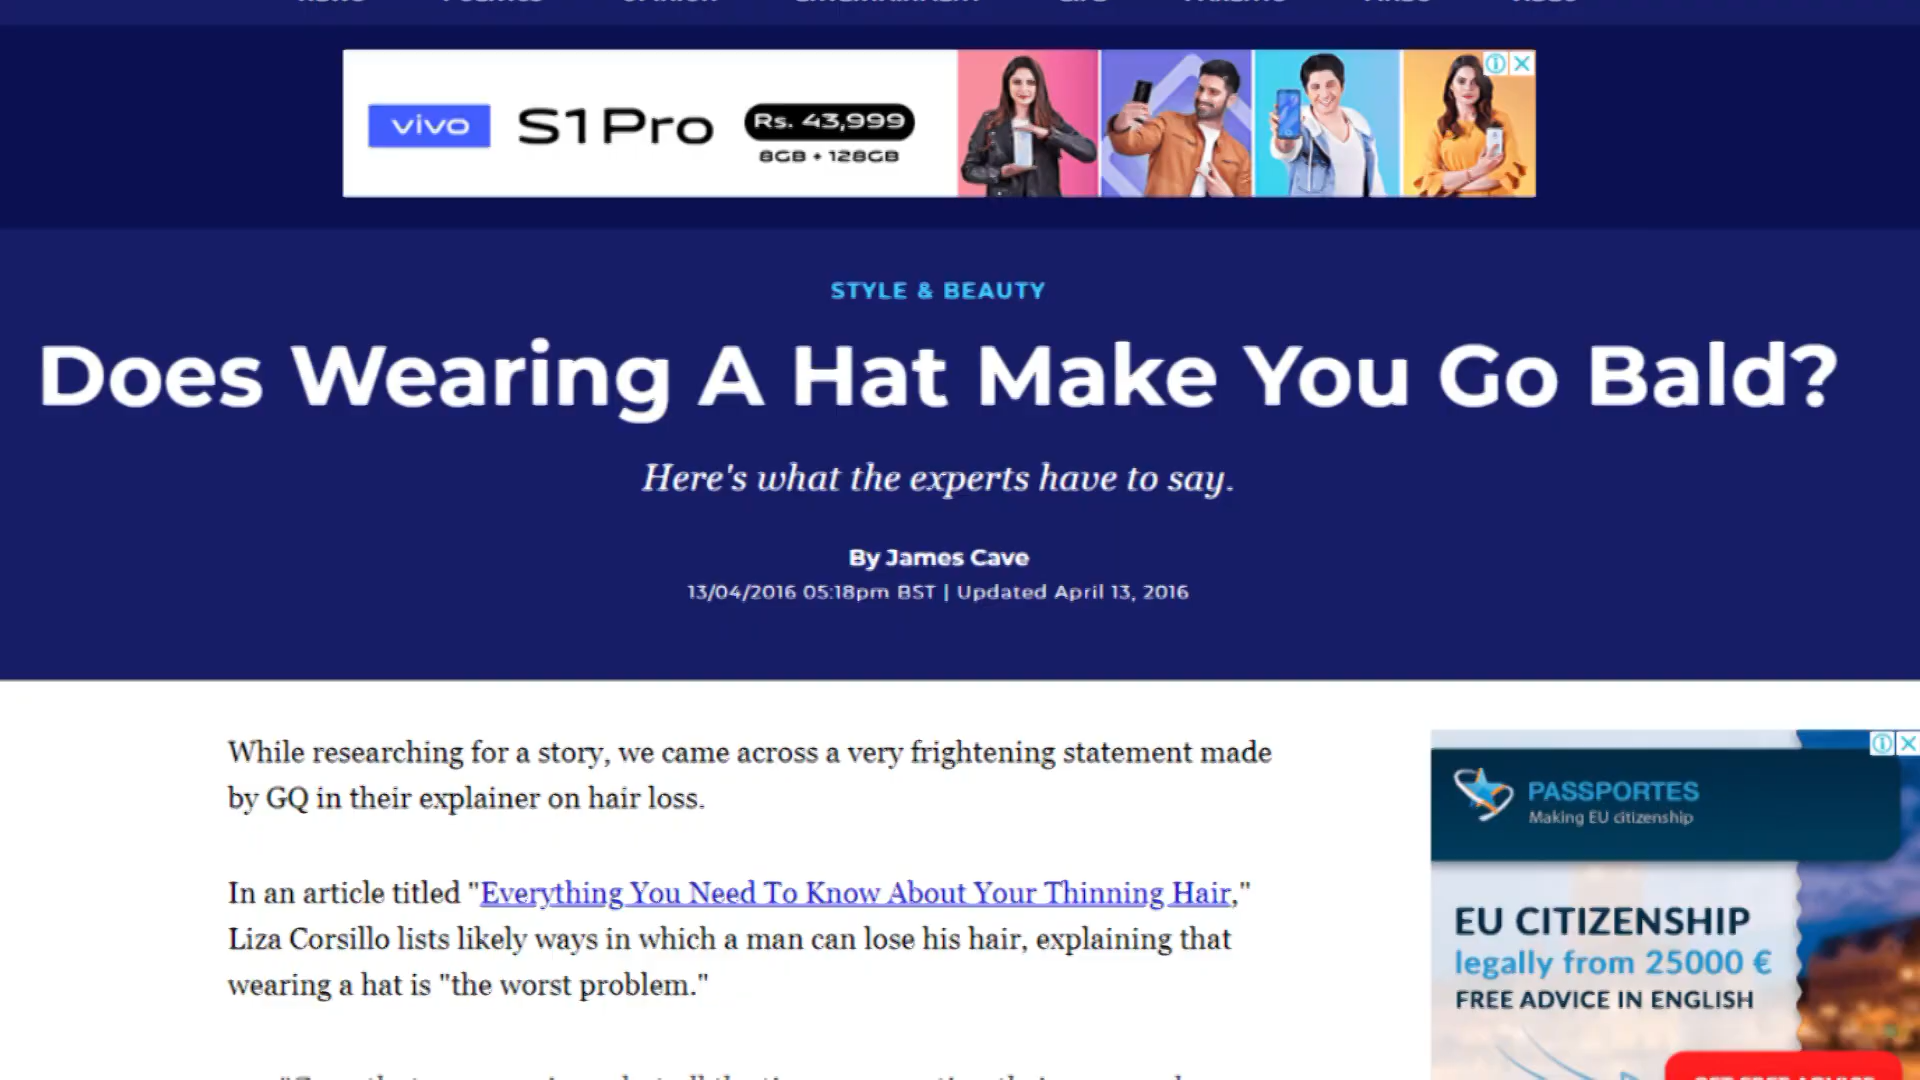 vivo S1Pro Rs. 43,999
8GB + 128GB
STYLE & BEAUTY
Does Wearing A Hat Make You Go Bald?
Here's what the experts have to say.
By James Cave
13/04/2016 05:18pm BST | Updated April 13, 2016
While researching for a story, we came across a very frightening statement made
by GQ in their explainer on hair loss.
In an article titled "Everything You Need To Know About Your Thinning Hair,"
Liza Corsillo lists likely ways in which a man can lose his hair, explaining that
wearing a hat is "the worst problem."
PASSPORTES
Making EU citizenship
EU CITIZENSHIP
legally from 25000 €
FREE ADVICE IN ENGLISH